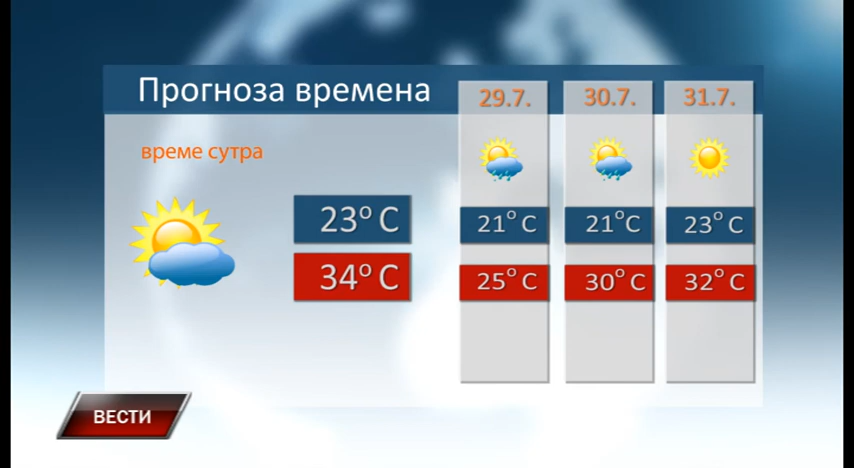 Прогноза времена
време сутра
23° C
34° C
29.7.
21° C
25° C
30.7.
21°C
30° C
31.7.
23° C
32° C
ВЕСТИ